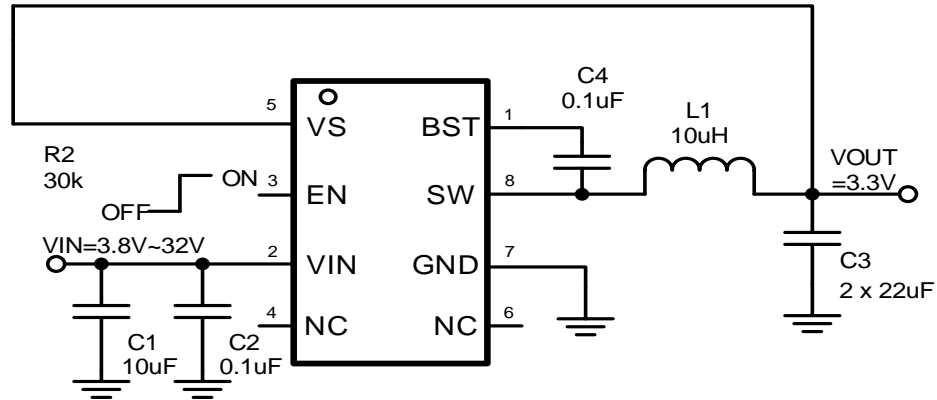 C4
0.1uF
L1
10uH
5
VS
BST
1
R2
30k
ON
OFF
3
EN
SW
8
VOUT
=3.3V
VIN=3.8V~32V
2
VIN
GND
7
C3
2 x 22uF
4
NC
NC
6
C1
10uF
C2
0.1uF